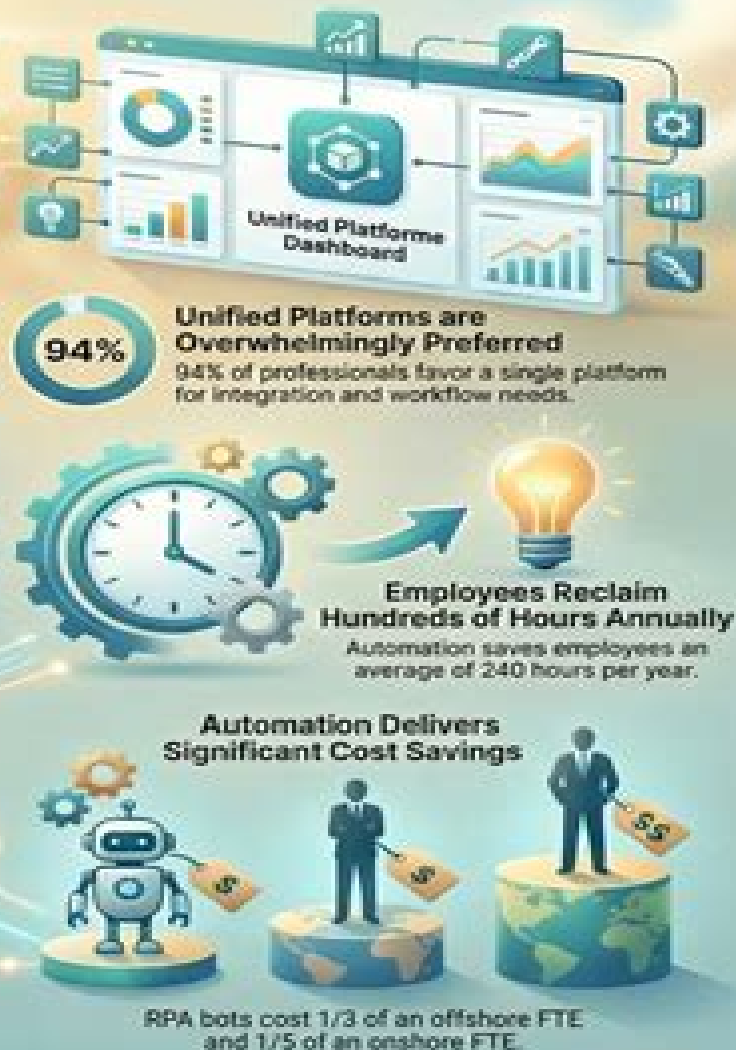 Unified Platforme
Dashboard
94%
Unified Platforms are
Overwhelmingly Preferred
94% of professionals favor a single platform
for integration and workflow needs.
Employees Reclaim
Hundreds of Hours Annually
Automation saves employees an
average of 240 hours per year.
Automation Delivers
Significant Cost Savings
$
$
$$
RPA bots cost 1/3 of an offshore FTE
and 1/5 of an onshore FTE.